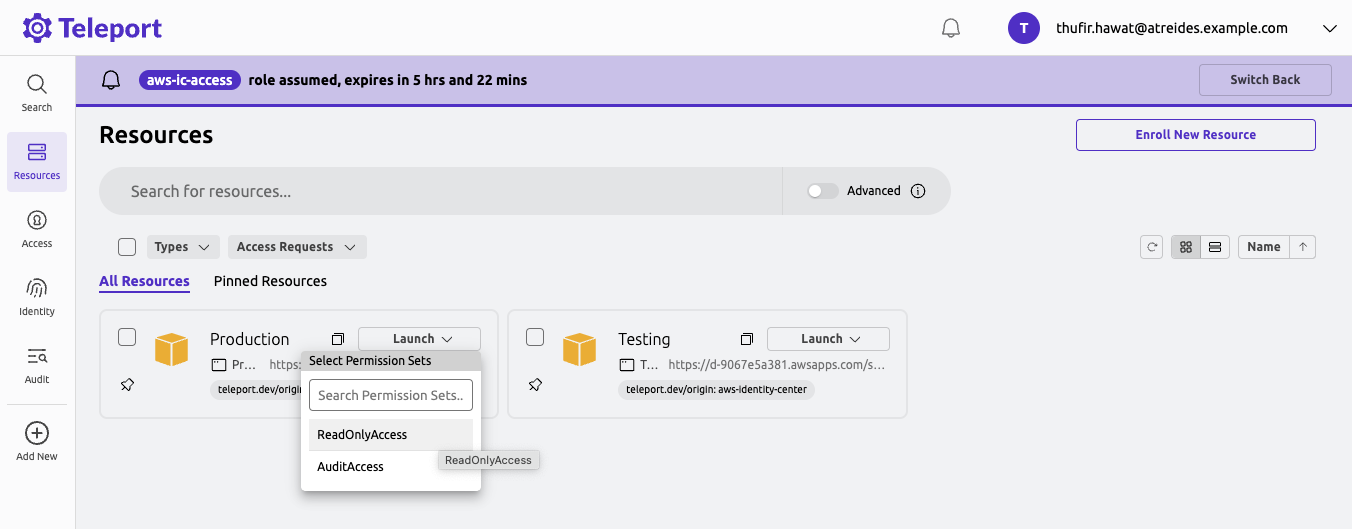 Teleport
T
thufir.hawat@atreides.example.com
aws-ic-access role assumed, expires in 5 hrs and 22 mins
Switch Back
Search
Resources
Access
Identity
Audit
Add New
Resources
Enroll New Resource
Search for resources...
Advanced
Types
Access Requests
Name
All Resources
Pinned Resources
Production
Launch
Pr...
https:
teleport.dev/origi
Select Permission Sets
Search Permission Sets..
ReadOnlyAccess
AuditAccess
ReadOnlyAccess
Testing
Launch
T...
https://d-9067e5a381.awsapps.com/s...
teleport.dev/origin: aws-identity-center